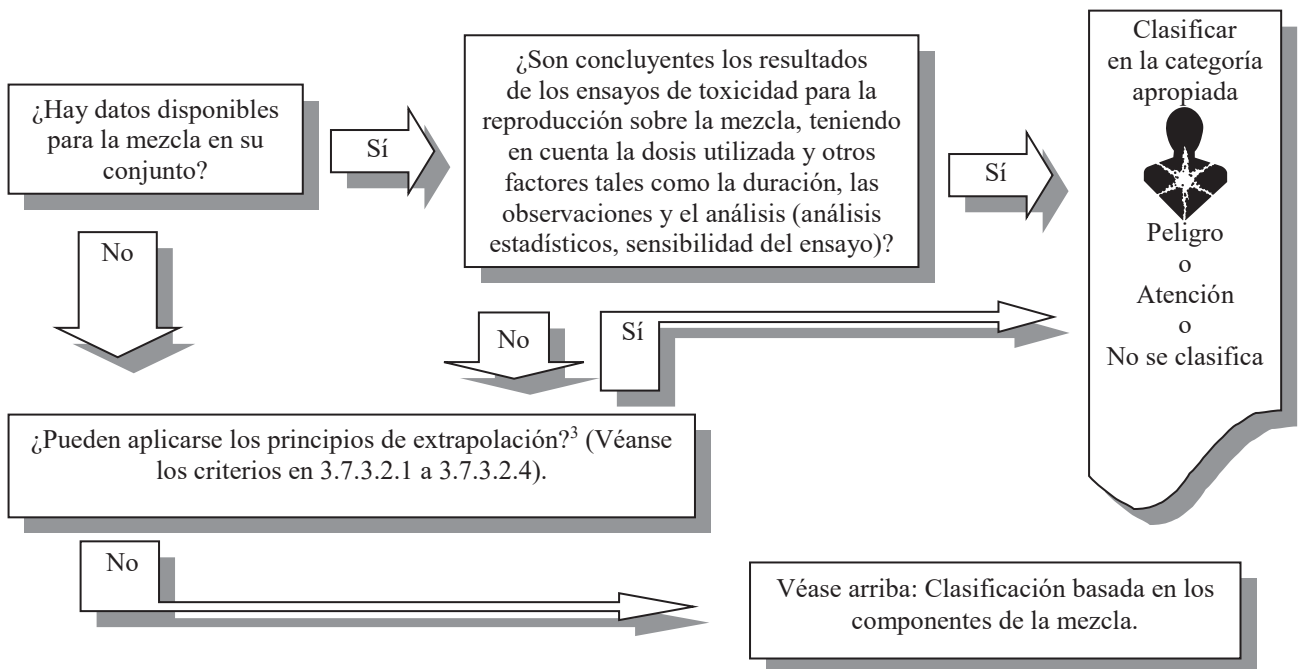 ¿Hay datos disponibles
para la mezcla en su
conjunto?
Sí
¿Son concluyentes los resultados
de los ensayos de toxicidad para la
reproducción sobre la mezcla, teniendo
en cuenta la dosis utilizada y otros
factores tales como la duración, las
observaciones y el análisis (análisis
estadísticos, sensibilidad del ensayo)?
Sí
Clasificar
en la categoría
apropiada
Peligro
o
Atención
o
No se clasifica
No
No
Sí
¿Pueden aplicarse los principios de extrapolación?³ (Véanse
los criterios en 3.7.3.2.1 a 3.7.3.2.4).
No
Véase arriba: Clasificación basada en los
componentes de la mezcla.